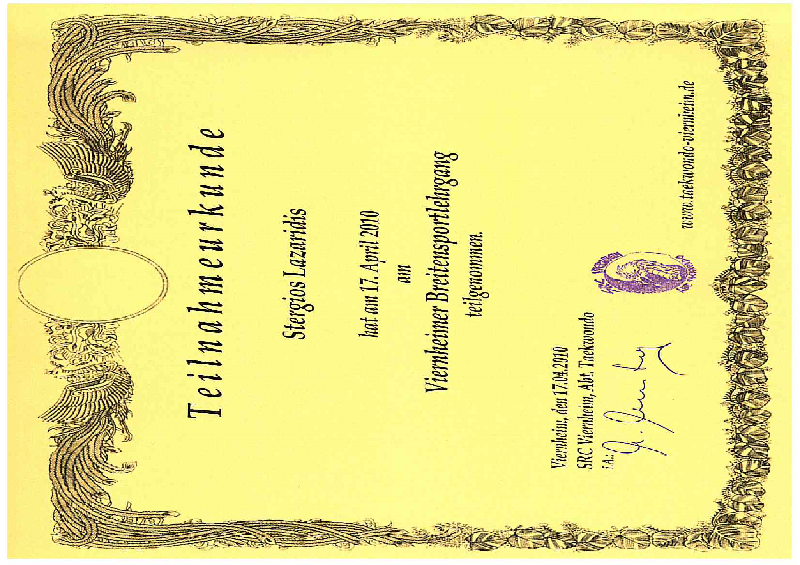 Teilnahmeurkunde
Stergios Lazaridis
hat am 17. April 2010
am
Viernheimer Breitensportlehrgang
teilgenommen.
Viernheim, den 17.04.2010
SRC Viernheim, Abt. Taekwondo
i.A.:
www.taekwondo-viernheim.de